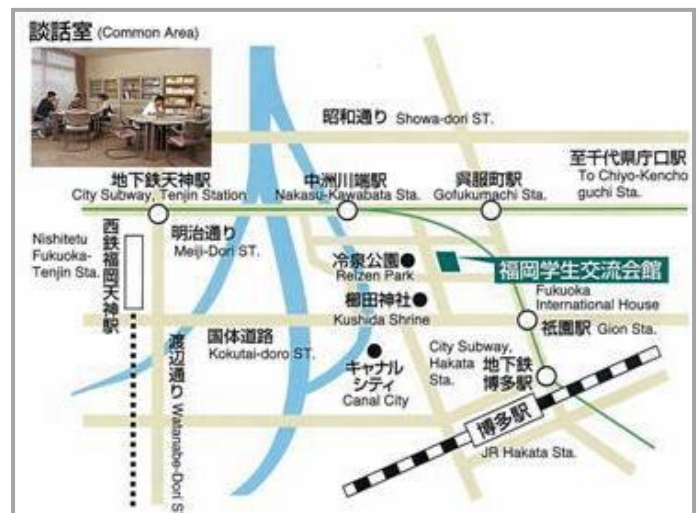 談話室 (Common Area)
昭和通り Showa-dori ST.
至千代県庁口駅
To Chiyo-Kencho
guchi Sta.
地下鉄天神駅
City Subway, Tenjin Station
中洲川端駅
Nakasu-Kawabata Sta.
呉服町駅
Gofukumachi Sta.
Nishitetu
Fukuoka-
Tenjin Sta.
西鉄福岡天神駅
明治通り
Meiji-Dori ST.
冷泉公園
Reizen Park
福岡学生交流会館
Fukuoka
International House
櫛田神社
Kushida Shrine
国体道路
Kokutai-doro ST.
祇園駅 Gion Sta.
City Subway,
Hakata
Sta.
地下鉄
博多駅
キャナル
シティ
Canal City
渡辺通り Watanabe-Dori S
博多駅
JR Hakata Sta.